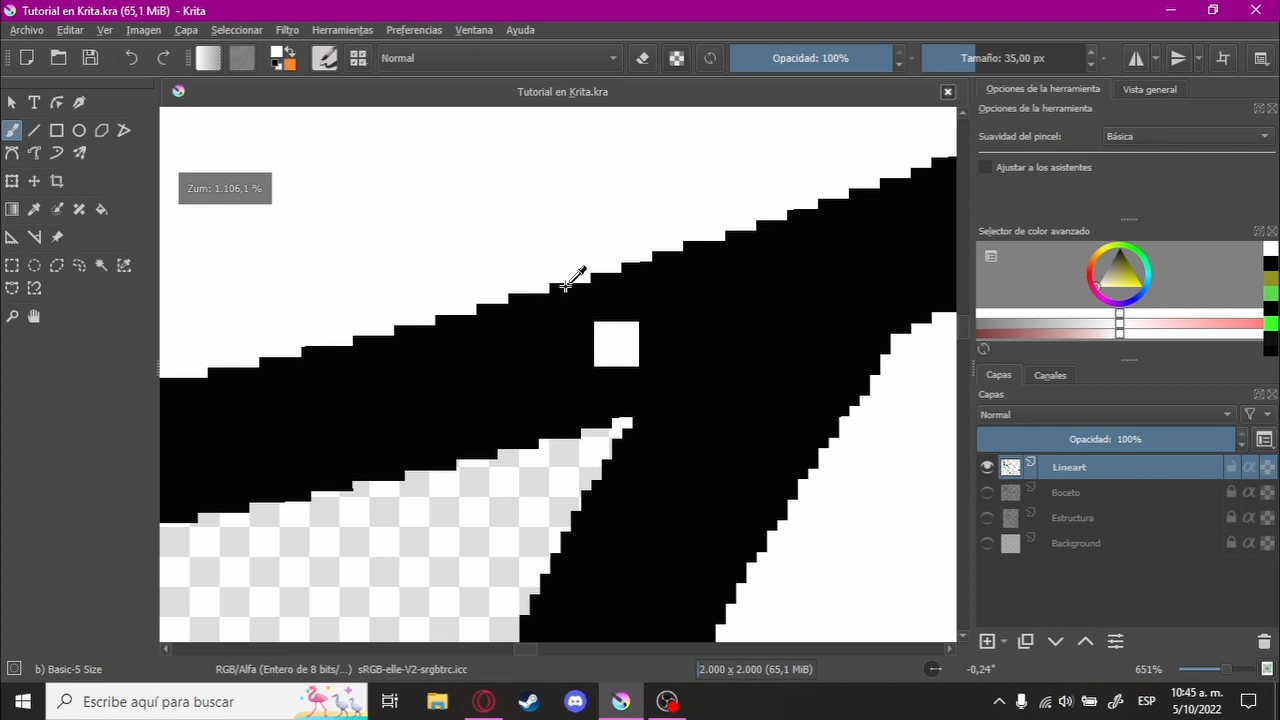 Tutorial en Krita.kra (65,1 MiB) - Krita
Archivo Editar Ver Imagen Capa Seleccionar Filtro Herramientas Preferencias Ventana Ayuda
Normal Opacidad: 100% Tamaño: 35,00 px
Tutorial en Krita.kra
Opciones de la herramienta Vista general
Opciones de la herramienta
Suavidad del pincel: Básica
Ajustar a los asistentes
Zum: 1.106,1 %
Selector de color avanzado
Capas Canales
Capas
Normal
Opacidad: 100%
Lineart
Boceto
Estructura
Background
b) Basic-5 Size RGB/Alfa (Entero de 8 bits/...) sRGB-elle-V2-srgbtrc.icc 2.000 x 2.000 (65,1 MiB) -0,24° 651%
Escribe aquí para buscar
ESP
10:45 a. m.
5/10/2022